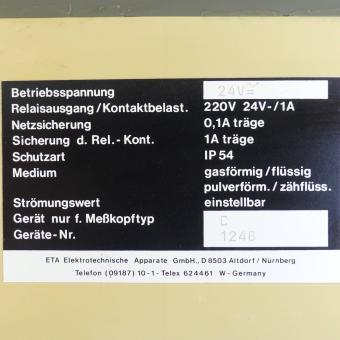 Betriebsspannung 24V≂
Relaisausgang/Kontaktbelast. 220V 24V-/1A
Netzsicherung 0,1A träge
Sicherung d. Rel.-Kont. 1A träge
Schutzart IP 54
Medium gasförmig/flüssig
pulverförm./zähflüss.
Strömungswert einstellbar
Gerät nur f. Meßkopftyp C
Geräte-Nr. 1246
ETA Elektrotechnische Apparate GmbH., D 8503 Altdorf / Nürnberg
Telefon (09187) 10-1 - Telex 624461 W-Germany